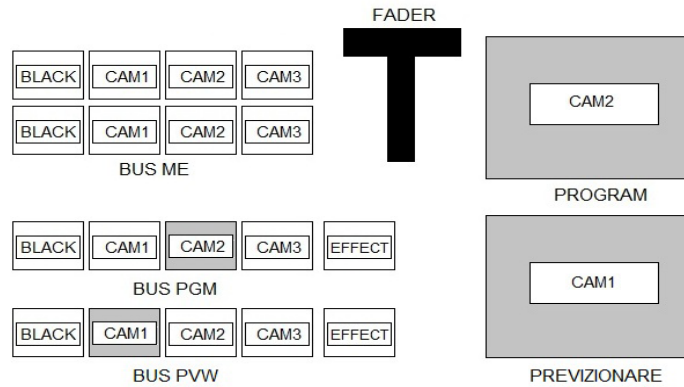 FADER
BLACK CAM1 CAM2 CAM3
BLACK CAM1 CAM2 CAM3
BUS ME
CAM2
PROGRAM
BLACK CAM1 CAM2 CAM3 EFFECT
BUS PGM
BLACK CAM1 CAM2 CAM3 EFFECT
BUS PVW
CAM1
PREVIZIONARE